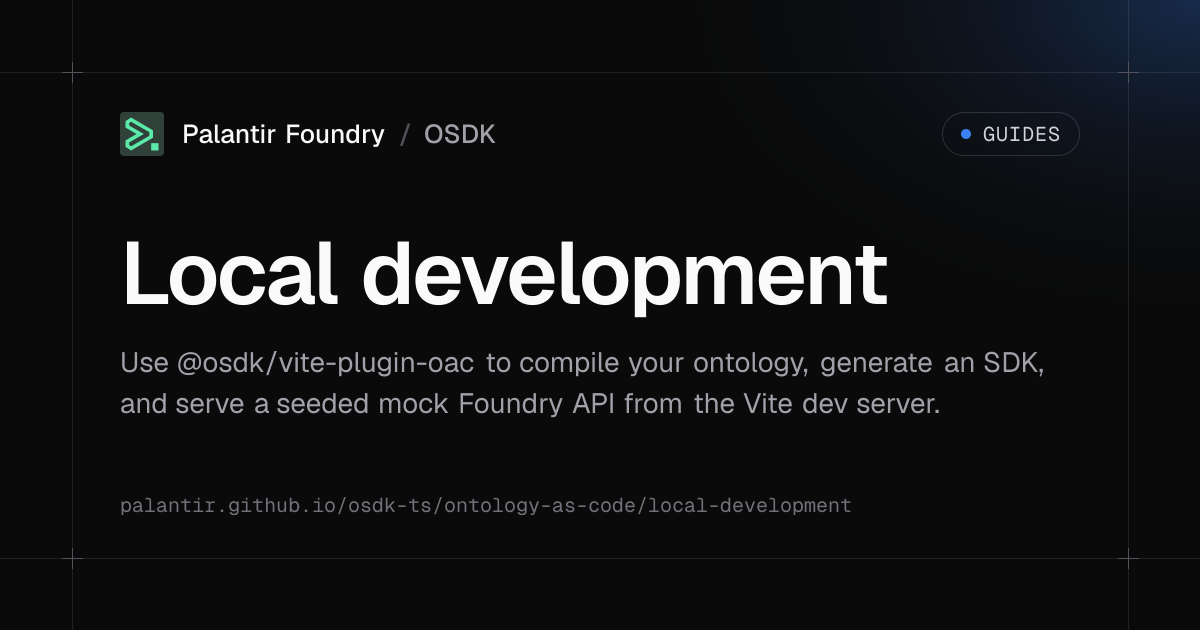 Palantir Foundry / OSDK
GUIDES
Local development
Use @osdk/vite-plugin-oac to compile your ontology, generate an SDK,
and serve a seeded mock Foundry API from the Vite dev server.
palantir.github.io/osdk-ts/ontology-as-code/local-development